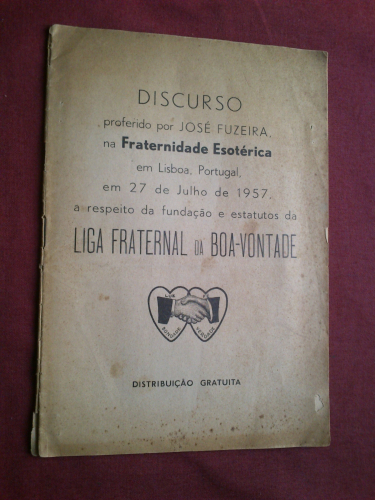 DISCURSO
proferido por JOSÉ FUZEIRA,
na Fraternidade Esotérica
em Lisboa, Portugal,
em 27 de Julho de 1957,
a respeito da fundação e estatutos da
LIGA FRATERNAL DA BOA-VONTADE
DISTRIBUIÇÃO GRATUITA